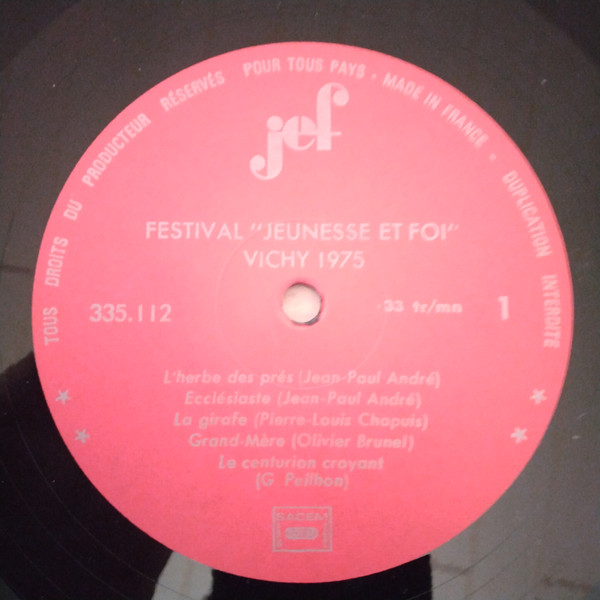 TOUS DROITS DU PRODUCTEUR RÉSERVÉS POUR TOUS PAYS · MADE IN FRANCE · DUPLICATION INTERDITE
jef
FESTIVAL "JEUNESSE ET FOI"
VICHY 1975
335.112 33 tr/mn 1
L'herbe des prés (Jean-Paul André)
Ecclésiaste (Jean-Paul André)
La girafe (Pierre-Louis Chapuis)
Grand-Mère (Olivier Brunel)
Le centurion croyant
(G. Peilhon)
SACEM